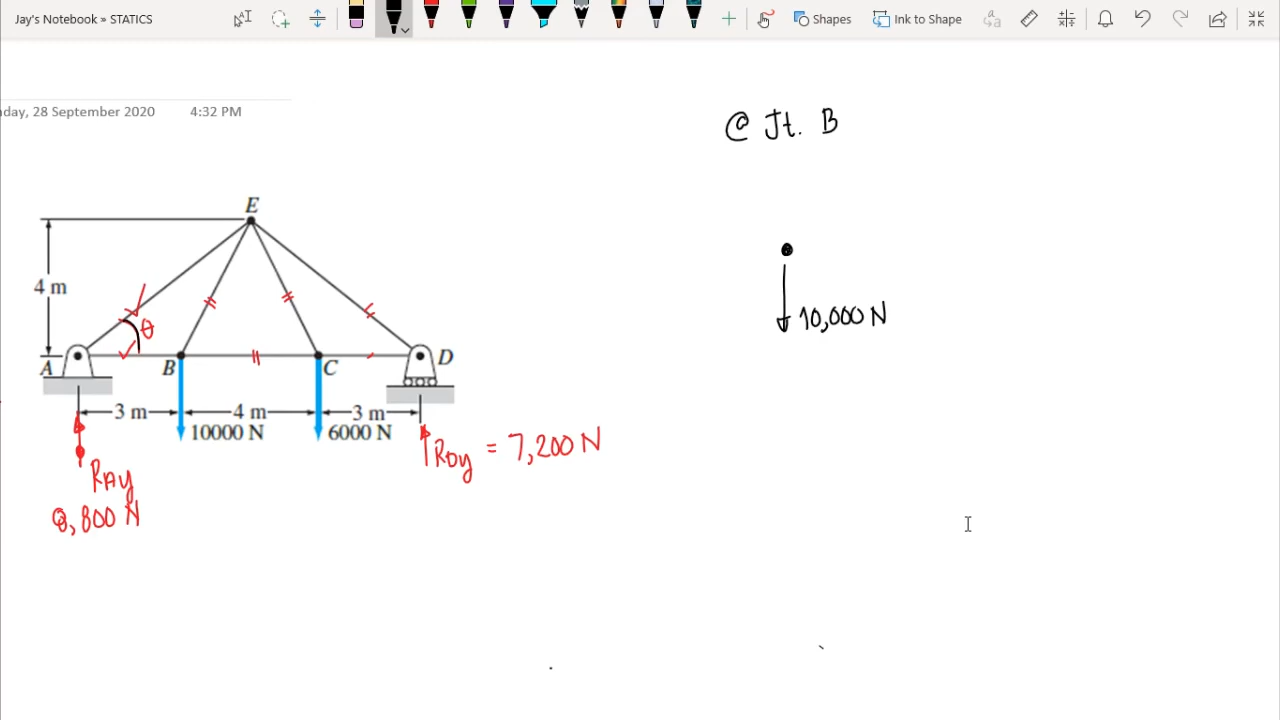 Jay's Notebook » STATICS
Shapes
Ink to Shape
day, 28 September 2020 4:32 PM
@ Jt. B
E
4 m
θ
10,000 N
A
B
C
D
3 m
4 m
3 m
10000 N
6000 N
RDy = 7,200 N
RAy
8,800 N